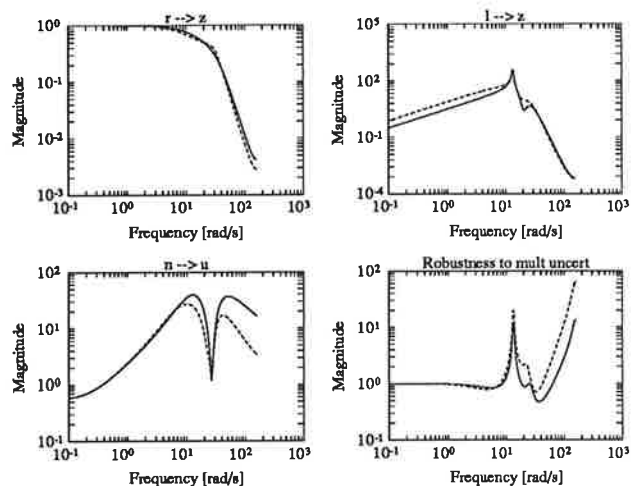 r --> z
10^0
10^-1
10^-2
10^-3
Magnitude
10^-1 10^0 10^1 10^2 10^3
Frequency [rad/s]
l --> z
10^5
10^2
10^-1
10^-4
Magnitude
10^-1 10^0 10^1 10^2 10^3
Frequency [rad/s]
n --> u
10^2
10^1
10^0
10^-1
Magnitude
10^-1 10^0 10^1 10^2 10^3
Frequency [rad/s]
Robustness to mult uncert
10^2
10^1
10^0
10^-1
Magnitude
10^-1 10^0 10^1 10^2 10^3
Frequency [rad/s]